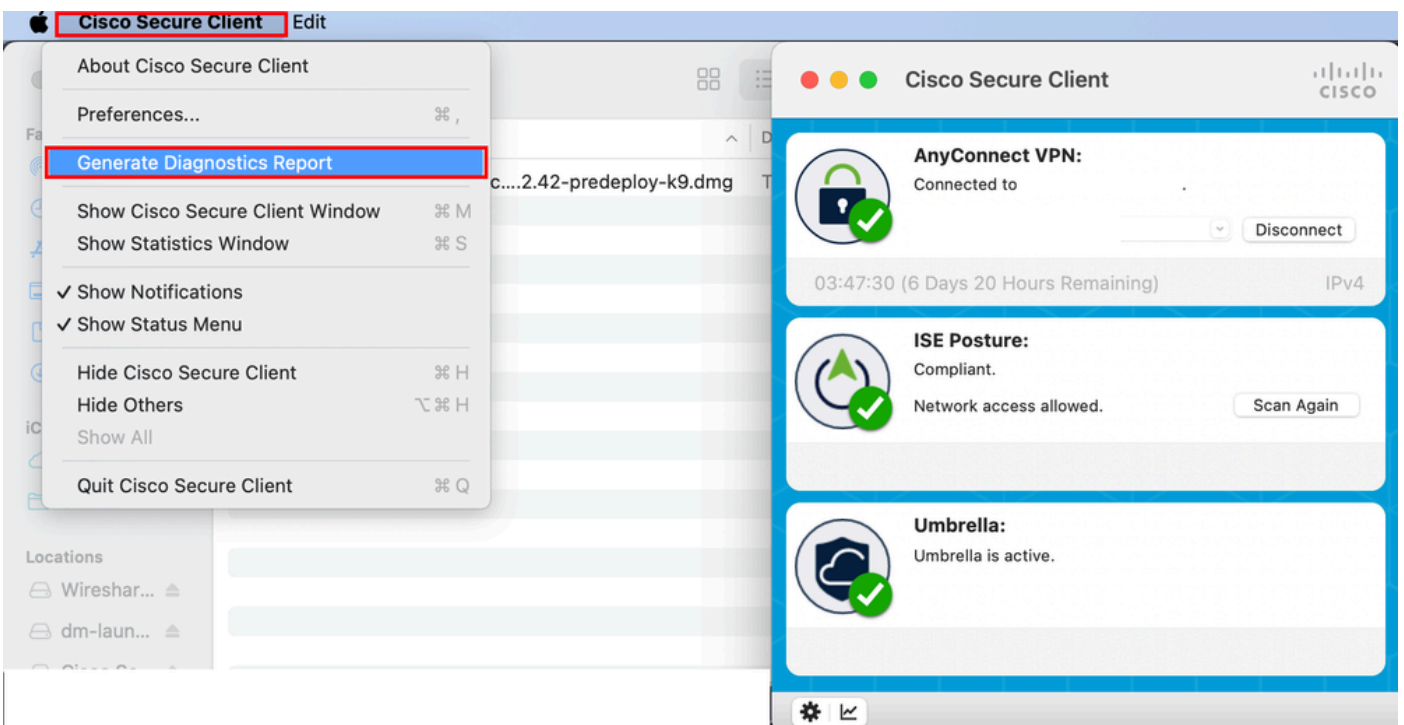 Cisco Secure Client Edit
About Cisco Secure Client
Preferences... ⌘ ,
Generate Diagnostics Report
Show Cisco Secure Client Window ⌘ M
Show Statistics Window ⌘ S
✓ Show Notifications
✓ Show Status Menu
Hide Cisco Secure Client ⌘ H
Hide Others ⌥ ⌘ H
Show All
Quit Cisco Secure Client ⌘ Q
Fa
iC
D
c....2.42-predeploy-k9.dmg T
Locations
Wireshar...
dm-laun...
Cisco Secure Client
CISCO
AnyConnect VPN:
Connected to .
Disconnect
03:47:30 (6 Days 20 Hours Remaining) IPv4
ISE Posture:
Compliant.
Network access allowed. Scan Again
Umbrella:
Umbrella is active.